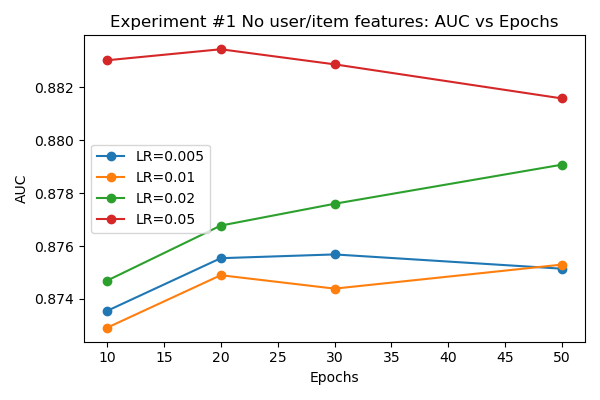 Experiment #1 No user/item features: AUC vs Epochs
AUC
0.882
0.880
0.878
0.876
0.874
LR=0.005
LR=0.01
LR=0.02
LR=0.05
10 15 20 25 30 35 40 45 50
Epochs